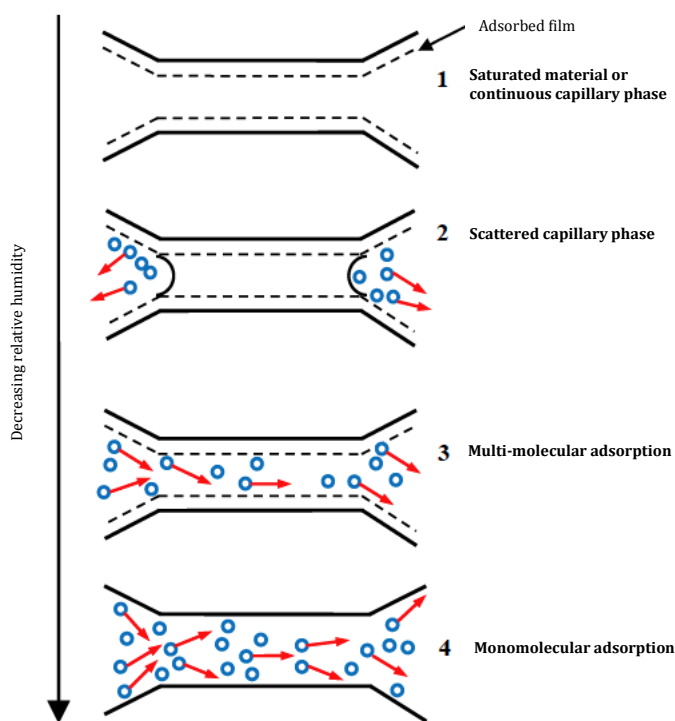 Adsorbed film
1 Saturated material or
continuous capillary phase
2 Scattered capillary phase
Decreasing relative humidity
3 Multi-molecular adsorption
4 Monomolecular adsorption